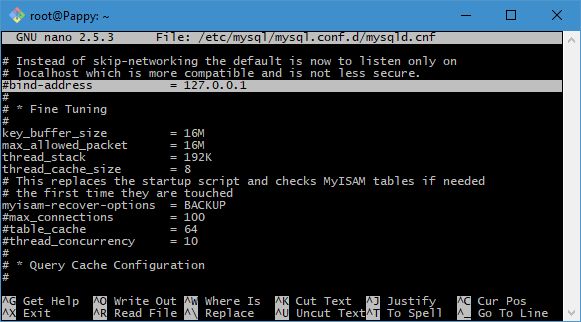 root@Pappy: ~
GNU nano 2.5.3 File: /etc/mysql/mysql.conf.d/mysqld.cnf
# Instead of skip-networking the default is now to listen only on
# localhost which is more compatible and is not less secure.
#bind-address = 127.0.0.1
#
# * Fine Tuning
#
key_buffer_size = 16M
max_allowed_packet = 16M
thread_stack = 192K
thread_cache_size = 8
# This replaces the startup script and checks MyISAM tables if needed
# the first time they are touched
myisam-recover-options = BACKUP
#max_connections = 100
#table_cache = 64
#thread_concurrency = 10
#
# * Query Cache Configuration
#
^G Get Help ^O Write Out ^W Where Is ^K Cut Text ^J Justify ^C Cur Pos
^X Exit ^R Read File ^\ Replace ^U Uncut Text^T To Spell ^_ Go To Line